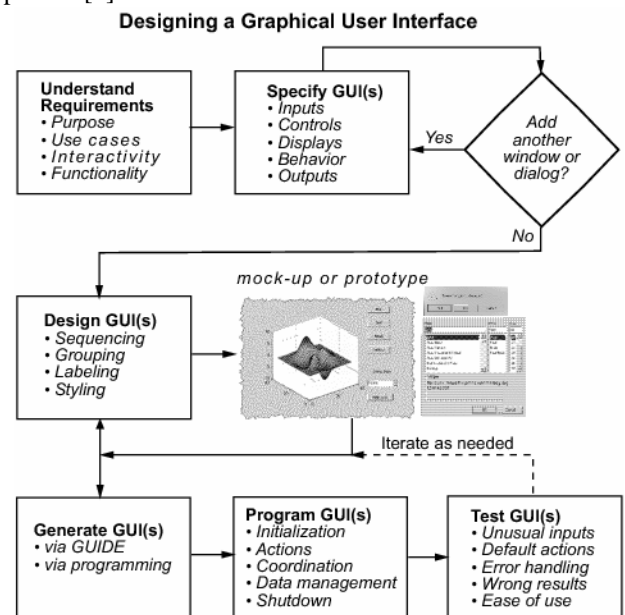 Designing a Graphical User Interface
Understand
Requirements
• Purpose
• Use cases
• Interactivity
• Functionality
Specify GUI(s)
• Inputs
• Controls
• Displays
• Behavior
• Outputs
Add
another
window or
dialog?
Yes
No
mock-up or prototype
Design GUI(s)
• Sequencing
• Grouping
• Labeling
• Styling
Iterate as needed
Generate GUI(s)
• via GUIDE
• via programming
Program GUI(s)
• Initialization
• Actions
• Coordination
• Data management
• Shutdown
Test GUI(s)
• Unusual inputs
• Default actions
• Error handling
• Wrong results
• Ease of use